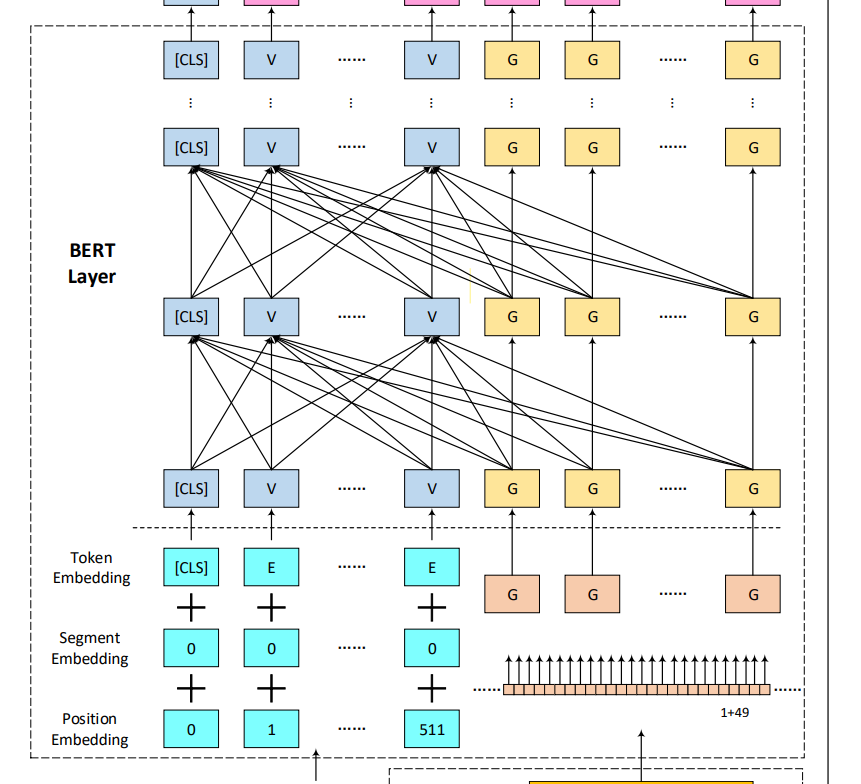 [CLS] V ...... V G G ...... G
[CLS] V ...... V G G ...... G
BERT
Layer
[CLS] V ...... V G G ...... G
[CLS] V ...... V G G ...... G
Token
Embedding
[CLS] E ...... E
G G ...... G
Segment
Embedding
0 0 ...... 0
...... ......
1+49
Position
Embedding
0 1 ...... 511